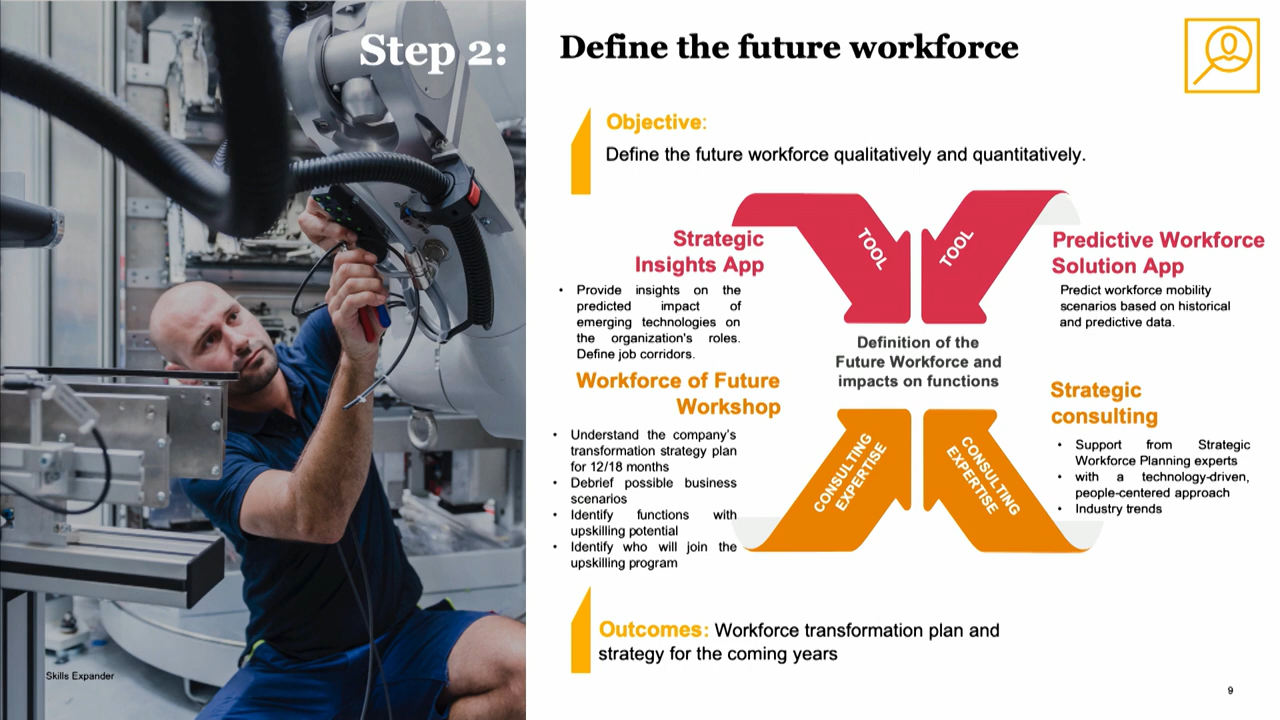 Step 2:
Define the future workforce
Objective:
Define the future workforce qualitatively and quantitatively.
TOOL
TOOL
Strategic
Insights App
• Provide insights on the
predicted impact of
emerging technologies on
the organization's roles.
Define job corridors.
Predictive Workforce
Solution App
Predict workforce mobility
scenarios based on historical
and predictive data.
Definition of the
Future Workforce and
impacts on functions
Workforce of Future
Workshop
• Understand the company's
transformation strategy plan
for 12/18 months
• Debrief possible business
scenarios
• Identify functions with
upskilling potential
• Identify who will join the
upskilling program
CONSULTING
EXPERTISE
CONSULTING
EXPERTISE
Strategic
consulting
• Support from Strategic
Workforce Planning experts
• with a technology-driven,
people-centered approach
• Industry trends
Outcomes: Workforce transformation plan and
strategy for the coming years
Skills Expander
9